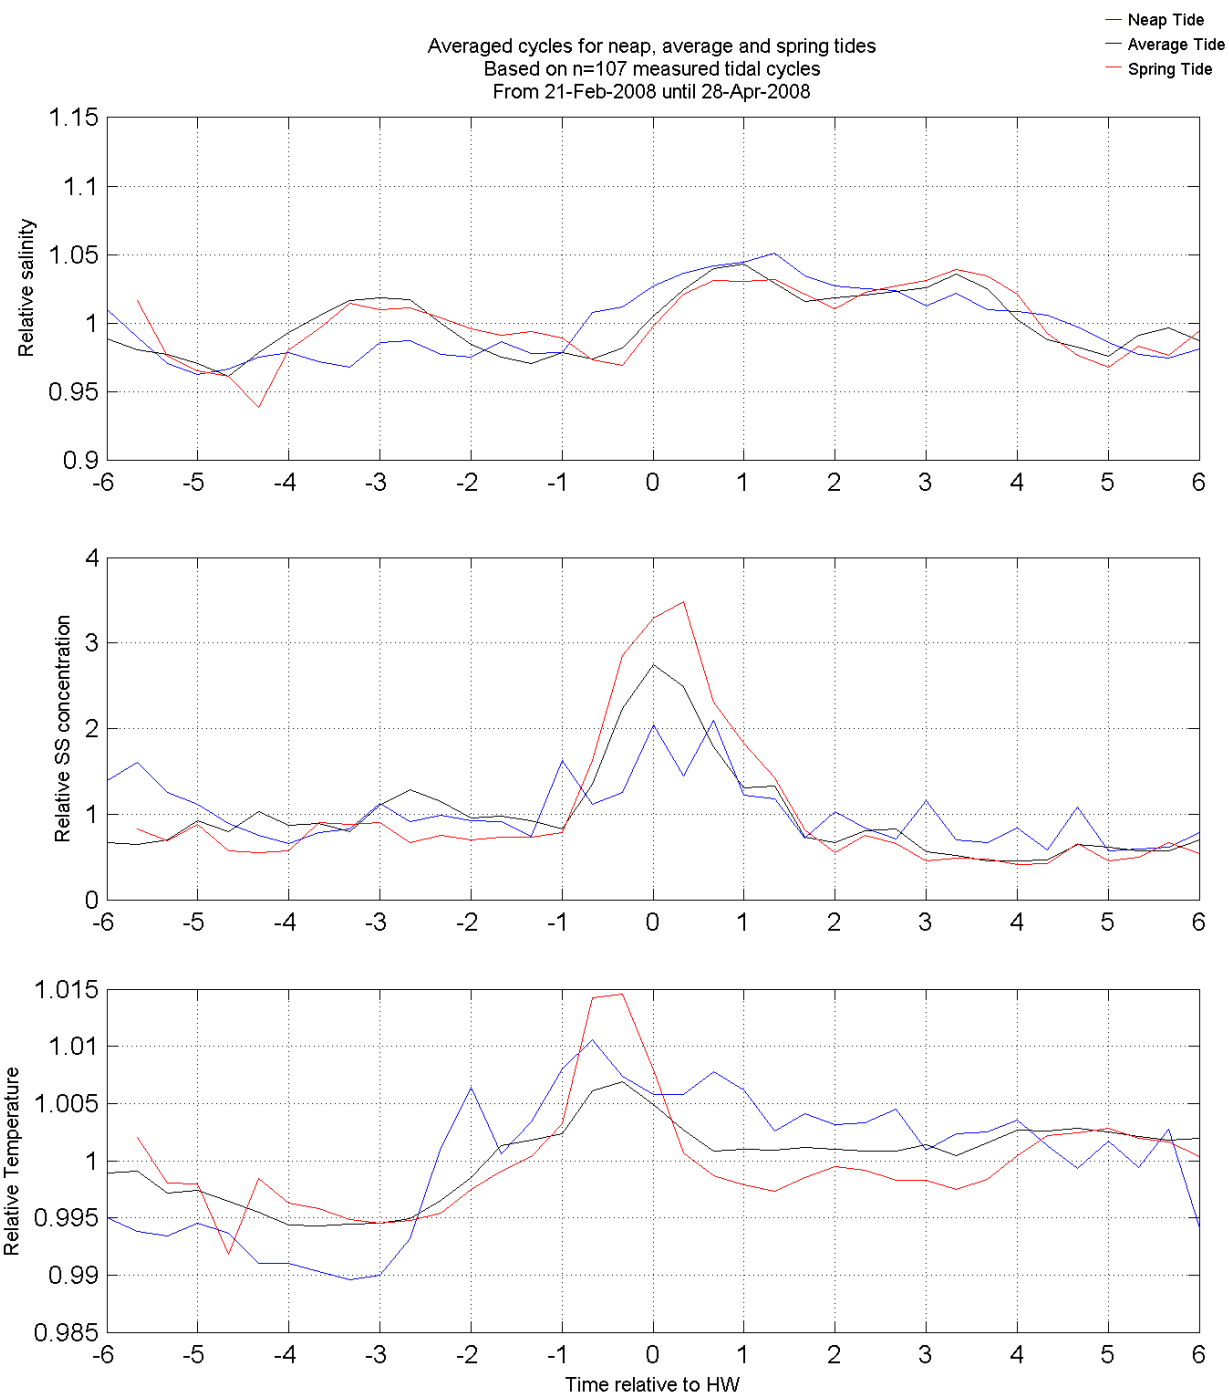 Neap Tide
Average Tide
Spring Tide
Averaged cycles for neap, average and spring tides
Based on n=107 measured tidal cycles
From 21-Feb-2008 until 28-Apr-2008
Relative salinity
1.15
1.1
1.05
1
0.95
0.9
-6 -5 -4 -3 -2 -1 0 1 2 3 4 5 6
Relative SS concentration
4
3
2
1
0
-6 -5 -4 -3 -2 -1 0 1 2 3 4 5 6
Relative Temperature
1.015
1.01
1.005
1
0.995
0.99
0.985
-6 -5 -4 -3 -2 -1 0 1 2 3 4 5 6
Time relative to HW